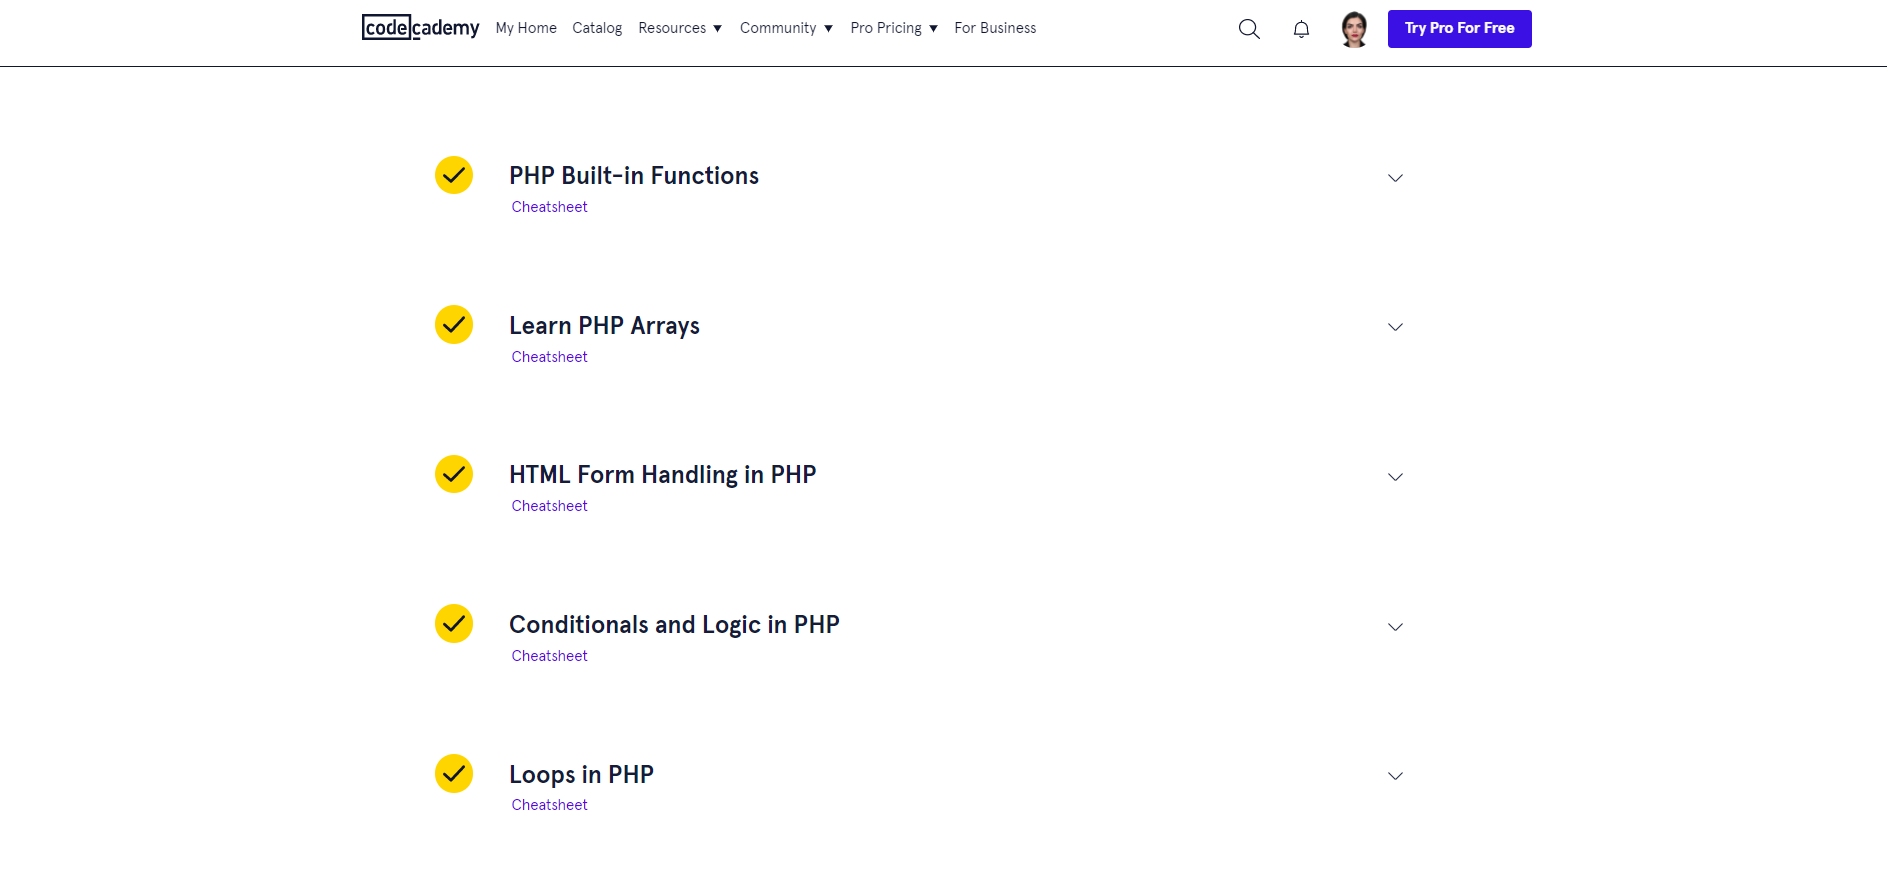 codecademy My Home Catalog Resources ▼ Community ▼ Pro Pricing ▼ For Business Try Pro For Free
PHP Built-in Functions
Cheatsheet
Learn PHP Arrays
Cheatsheet
HTML Form Handling in PHP
Cheatsheet
Conditionals and Logic in PHP
Cheatsheet
Loops in PHP
Cheatsheet